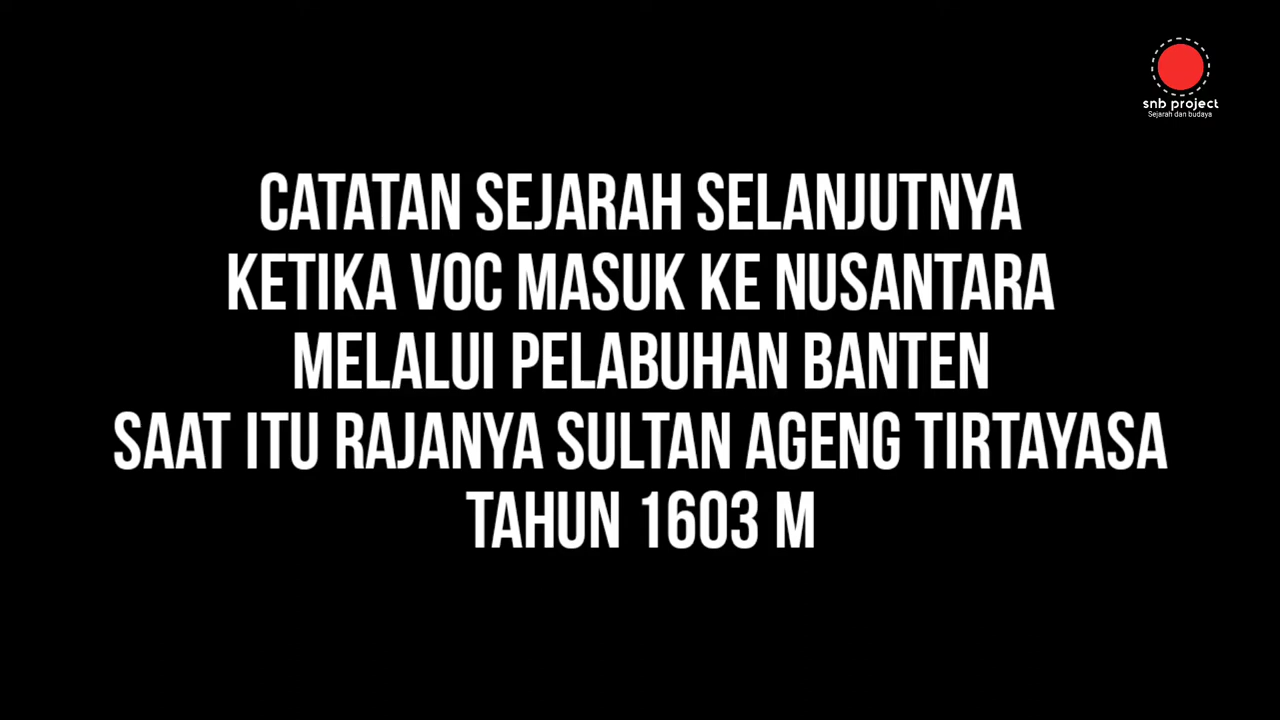 snb project
Sejarah dan budaya
CATATAN SEJARAH SELANJUTNYA
KETIKA VOC MASUK KE NUSANTARA
MELALUI PELABUHAN BANTEN
SAAT ITU RAJANYA SULTAN AGENG TIRTAYASA
TAHUN 1603 M